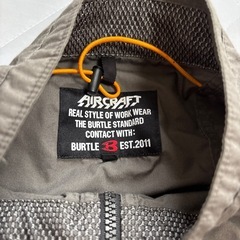 AIRCRAFT
REAL STYLE OF WORK WEAR
THE BURTLE STANDARD
CONTACT WITH:
BURTLE B EST.2011